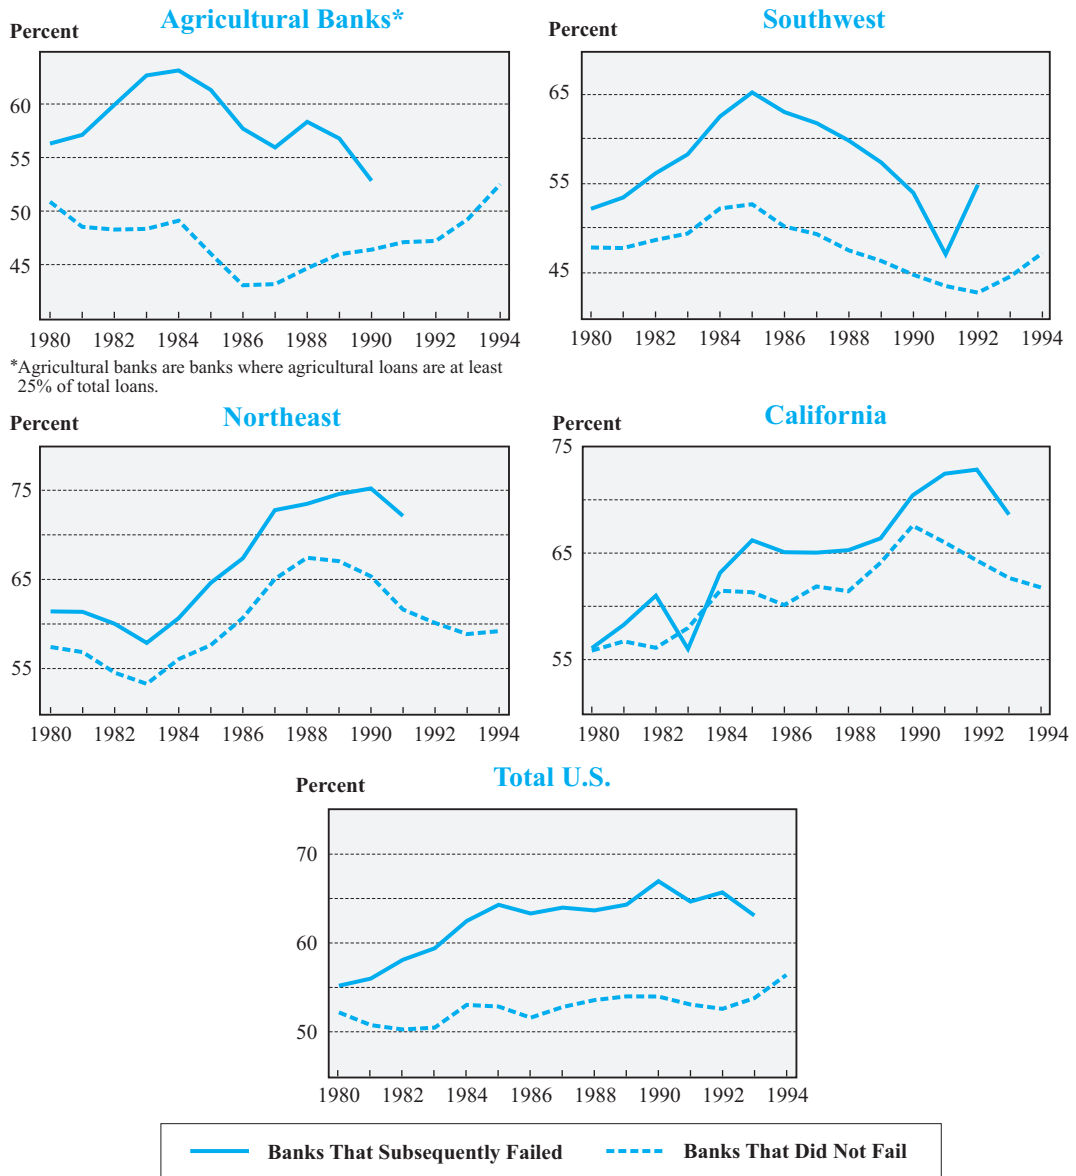 Agricultural Banks*
Percent
60
55
50
45
1980 1982 1984 1986 1988 1990 1992 1994
*Agricultural banks are banks where agricultural loans are at least
25% of total loans.
Southwest
Percent
65
55
45
1980 1982 1984 1986 1988 1990 1992 1994
Northeast
Percent
75
65
55
1980 1982 1984 1986 1988 1990 1992 1994
California
Percent
75
65
55
1980 1982 1984 1986 1988 1990 1992 1994
Total U.S.
Percent
70
60
50
1980 1982 1984 1986 1988 1990 1992 1994
Banks That Subsequently Failed Banks That Did Not Fail